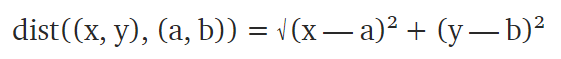 dist((x, y), (a, b)) = √(x — a)² + (y — b)²